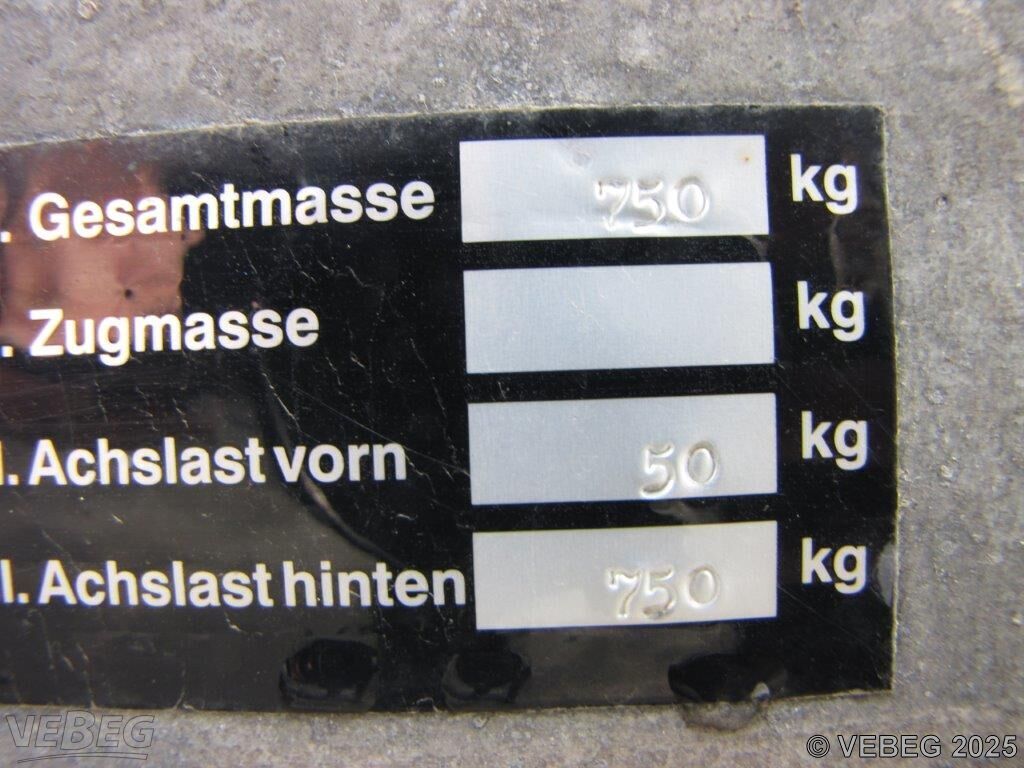 . Gesamtmasse 750 kg
. Zugmasse kg
l. Achslast vorn 50 kg
l. Achslast hinten 750 kg
VEBEG
© VEBEG 2025